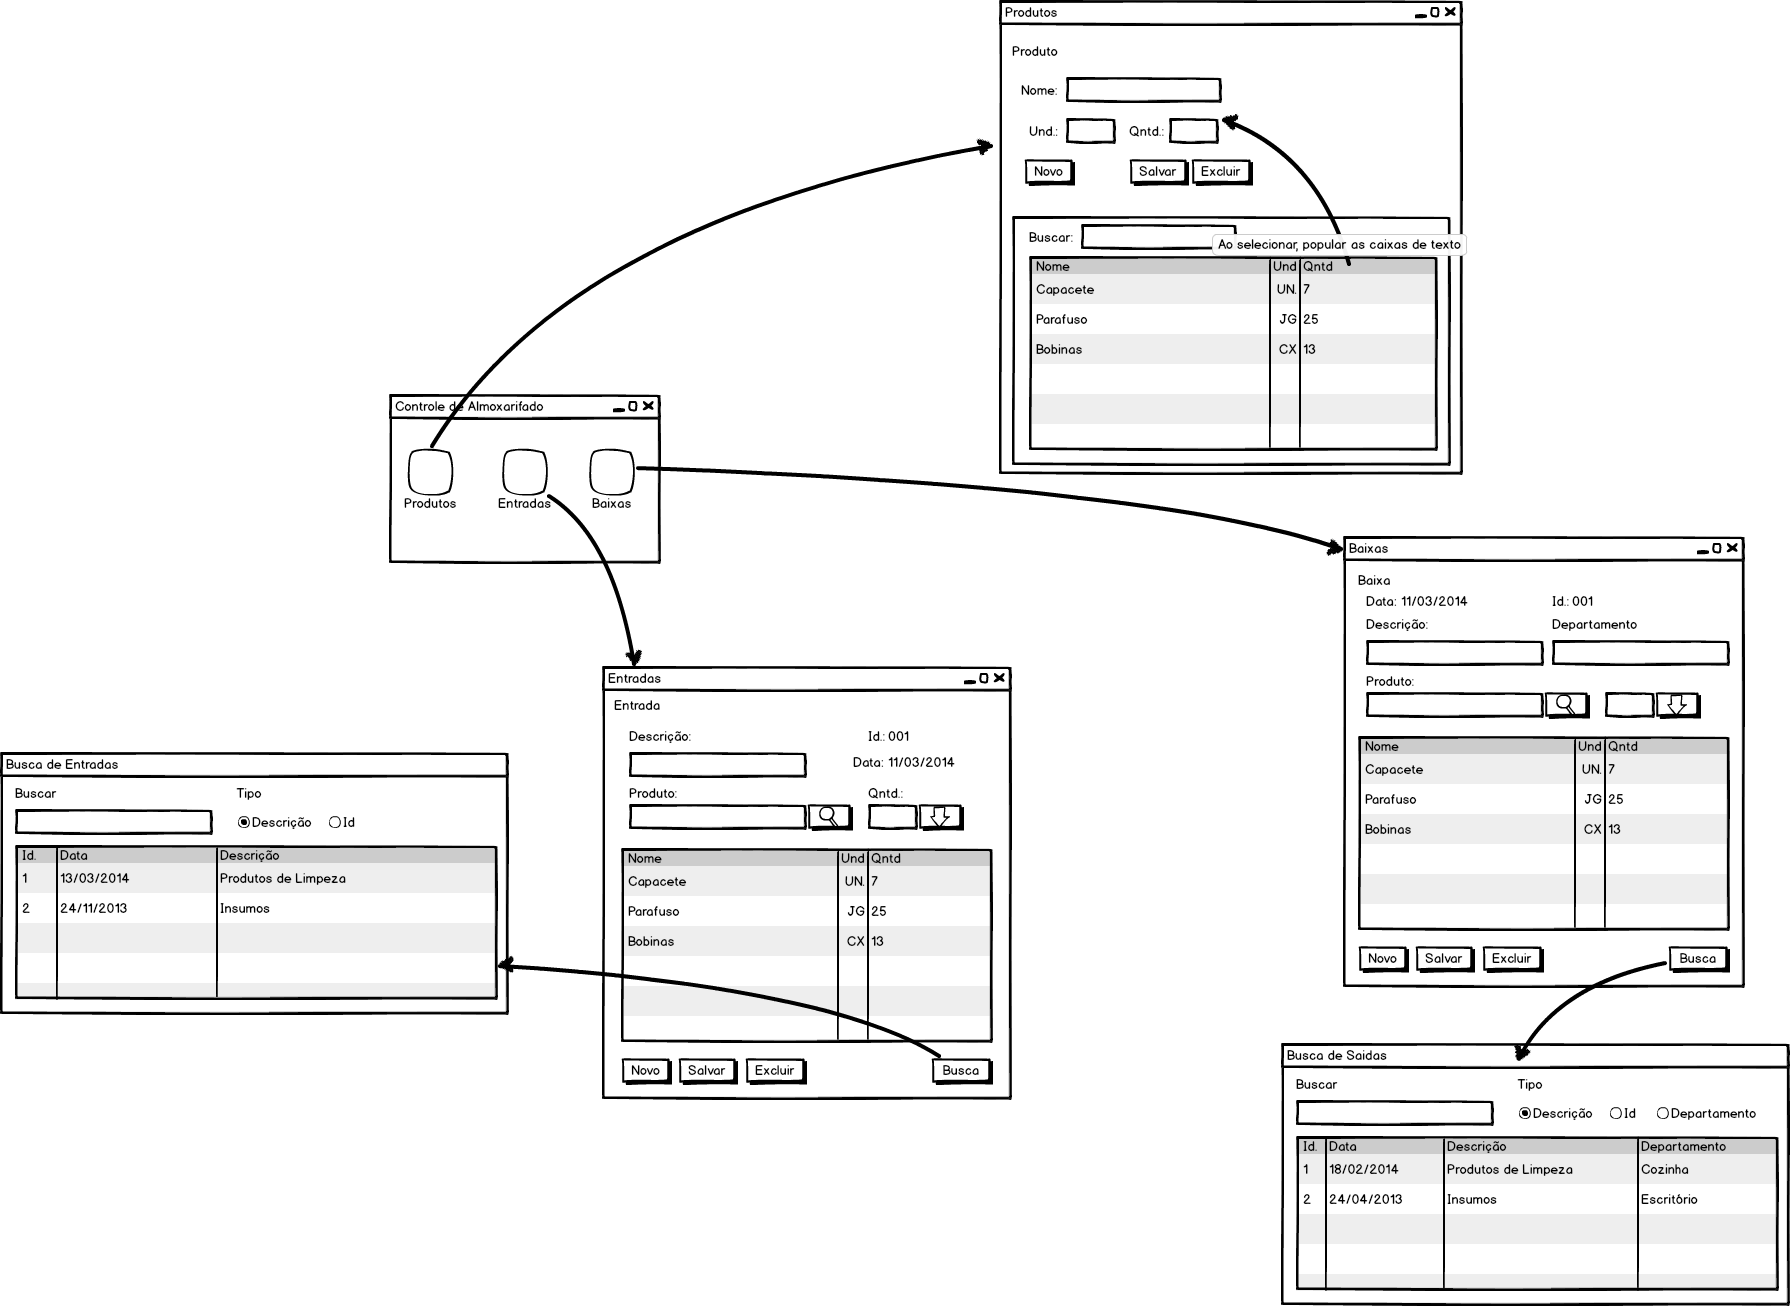 Produtos
Produto
Nome:
Und.: Qntd.:
Novo Salvar Excluir
Buscar:
Ao selecionar, popular as caixas de texto
Nome Und Qntd
Capacete UN. 7
Parafuso JG 25
Bobinas CX 13
Controle de Almoxarifado
Produtos Entradas Baixas
Baixas
Baixa
Data: 11/03/2014 Id.: 001
Descrição: Departamento
Produto:
Nome Und Qntd
Capacete UN. 7
Parafuso JG 25
Bobinas CX 13
Novo Salvar Excluir Busca
Entradas
Entrada
Descrição: Id.: 001
Data: 11/03/2014
Produto: Qntd.:
Nome Und Qntd
Capacete UN. 7
Parafuso JG 25
Bobinas CX 13
Novo Salvar Excluir Busca
Busca de Entradas
Buscar Tipo
Descrição Id
Id. Data Descrição
1 13/03/2014 Produtos de Limpeza
2 24/11/2013 Insumos
Busca de Saidas
Buscar Tipo
Descrição Id Departamento
Id. Data Descrição Departamento
1 18/02/2014 Produtos de Limpeza Cozinha
2 24/04/2013 Insumos Escritório